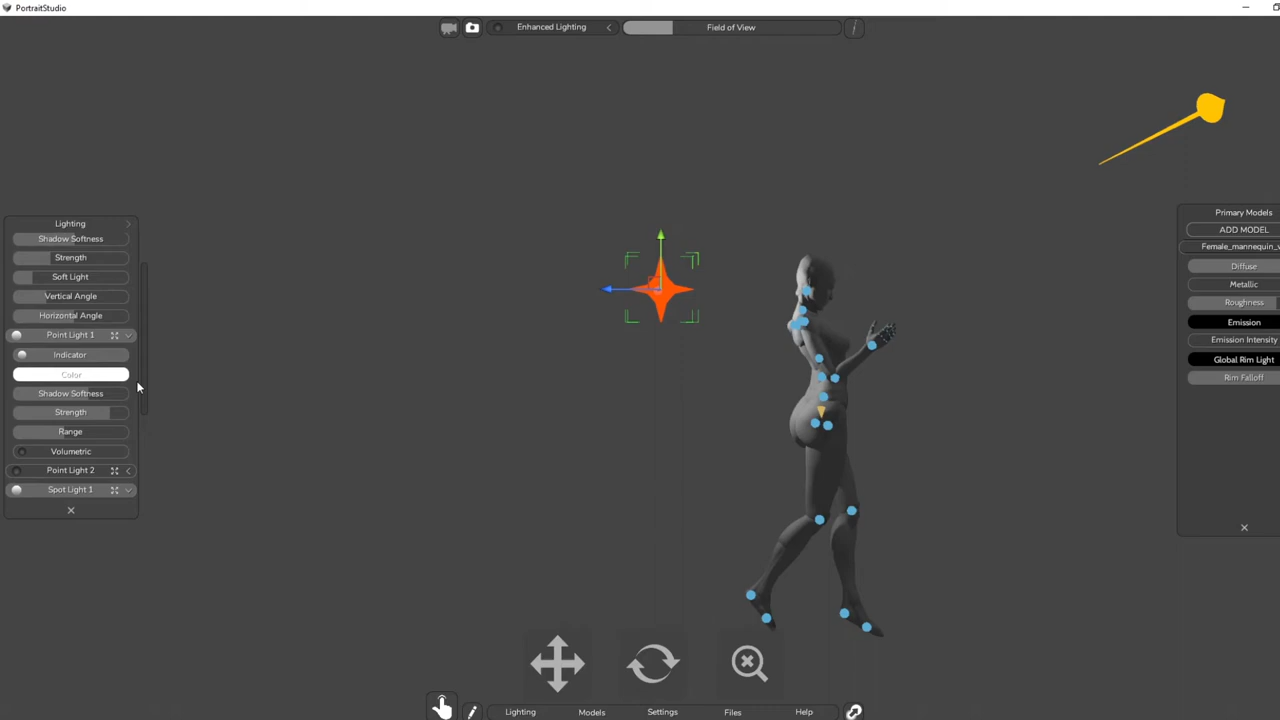 PortraitStudio
Enhanced Lighting
Field of View
Lighting
Shadow Softness
Strength
Soft Light
Vertical Angle
Horizontal Angle
Point Light 1
Indicator
Color
Shadow Softness
Strength
Range
Volumetric
Point Light 2
Spot Light 1
Primary Models
ADD MODEL
Female_mannequin_v
Diffuse
Metallic
Roughness
Emission
Emission Intensity
Global Rim Light
Rim Falloff
Lighting
Models
Settings
Files
Help